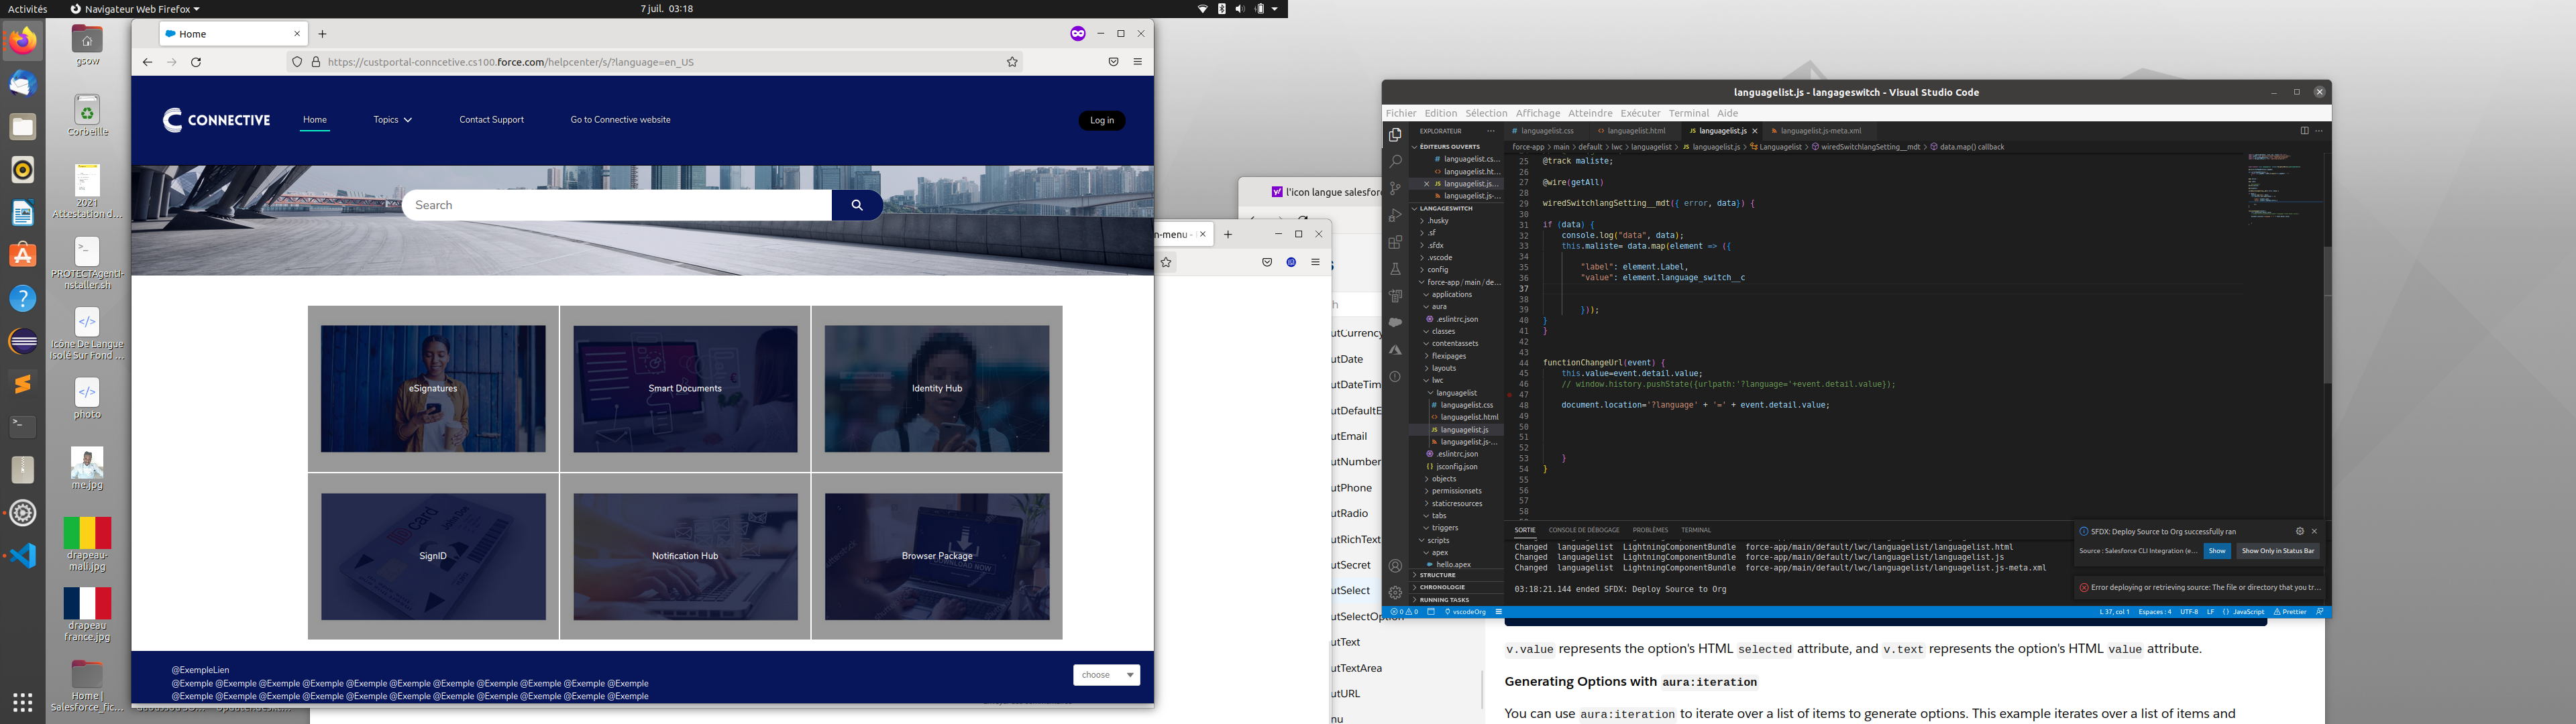 Activités
Navigateur Web Firefox
7 juil. 03:18
gsow
Corbeille
2021
Attestation d...
PROTECTAgentI-
nstaller.sh
Icône De Langue
Isolé Sur Fond ...
photo
me.jpg
drapeau-
mali.jpg
drapeau
france.jpg
Home |
Salesforce_fic...
Home
https://custportal-conncetive.cs100.force.com/helpcenter/s/?language=en_US
CONNECTIVE
Home
Topics
Contact Support
Go to Connective website
Log in
Search
eSignatures
Smart Documents
Identity Hub
SignID
Notification Hub
Browser Package
@ExempleLien
@Exemple @Exemple @Exemple @Exemple @Exemple @Exemple @Exemple @Exemple @Exemple @Exemple @Exemple
@Exemple @Exemple @Exemple @Exemple @Exemple @Exemple @Exemple @Exemple @Exemple @Exemple @Exemple
choose
l'icon langue salesforc
n-menu -
utCurrency
utDate
utDateTim
utDefaultE
utEmail
utNumber
utPhone
utRadio
utRichText
utSecret
utSelect
utSelectOption
utText
utTextArea
utURL
nu
languagelist.js - langageswitch - Visual Studio Code
Fichier Edition Sélection Affichage Atteindre Exécuter Terminal Aide
EXPLORATEUR
ÉDITEURS OUVERTS
languagelist.css...
languagelist.ht...
languagelist.js...
languagelist.js-...
LANGAGESWITCH
.husky
.sf
.sfdx
.vscode
config
force-app / main / de...
applications
aura
.eslintrc.json
classes
contentassets
flexipages
layouts
lwc
languagelist
languagelist.css
languagelist.html
languagelist.js
languagelist.js-...
.eslintrc.json
jsconfig.json
objects
permissionsets
staticresources
tabs
triggers
scripts
apex
hello.apex
STRUCTURE
CHRONOLOGIE
RUNNING TASKS
languagelist.css
languagelist.html
languagelist.js
languagelist.js-meta.xml
force-app > main > default > lwc > languagelist > languagelist.js > Languagelist > wiredSwitchlangSetting__mdt > data.map() callback
25 @track maliste;
26
27 @wire(getAll)
28
29 wiredSwitchlangSetting__mdt({ error, data}) {
30
31 if (data) {
32 console.log("data", data);
33 this.maliste= data.map(element => ({
34
35 "label": element.Label,
36 "value": element.language_switch__c
37
38
39 }));
40 }
41 }
42
43
44 functionChangeUrl(event) {
45 this.value=event.detail.value;
46 // window.history.pushState({urlpath:'?language='+event.detail.value});
47
48 document.location='?language' + '=' + event.detail.value;
49
50
51
52
53 }
54 }
55
56
57
58
SORTIE
CONSOLE DE DÉBOGAGE
PROBLÈMES
TERMINAL
Changed languagelist LightningComponentBundle force-app/main/default/lwc/languagelist/languagelist.html
Changed languagelist LightningComponentBundle force-app/main/default/lwc/languagelist/languagelist.js
Changed languagelist LightningComponentBundle force-app/main/default/lwc/languagelist/languagelist.js-meta.xml
03:18:21.144 ended SFDX: Deploy Source to Org
SFDX: Deploy Source to Org successfully ran
Source : Salesforce CLI Integration (e...
Show
Show Only in Status Bar
Error deploying or retrieving source: The file or directory that you tr...
0 0
vscodeOrg
L 37, col 1
Espaces : 4
UTF-8
LF
JavaScript
Prettier
v.value represents the option's HTML selected attribute, and v.text represents the option's HTML value attribute.
Generating Options with aura:iteration
You can use aura:iteration to iterate over a list of items to generate options. This example iterates over a list of items and